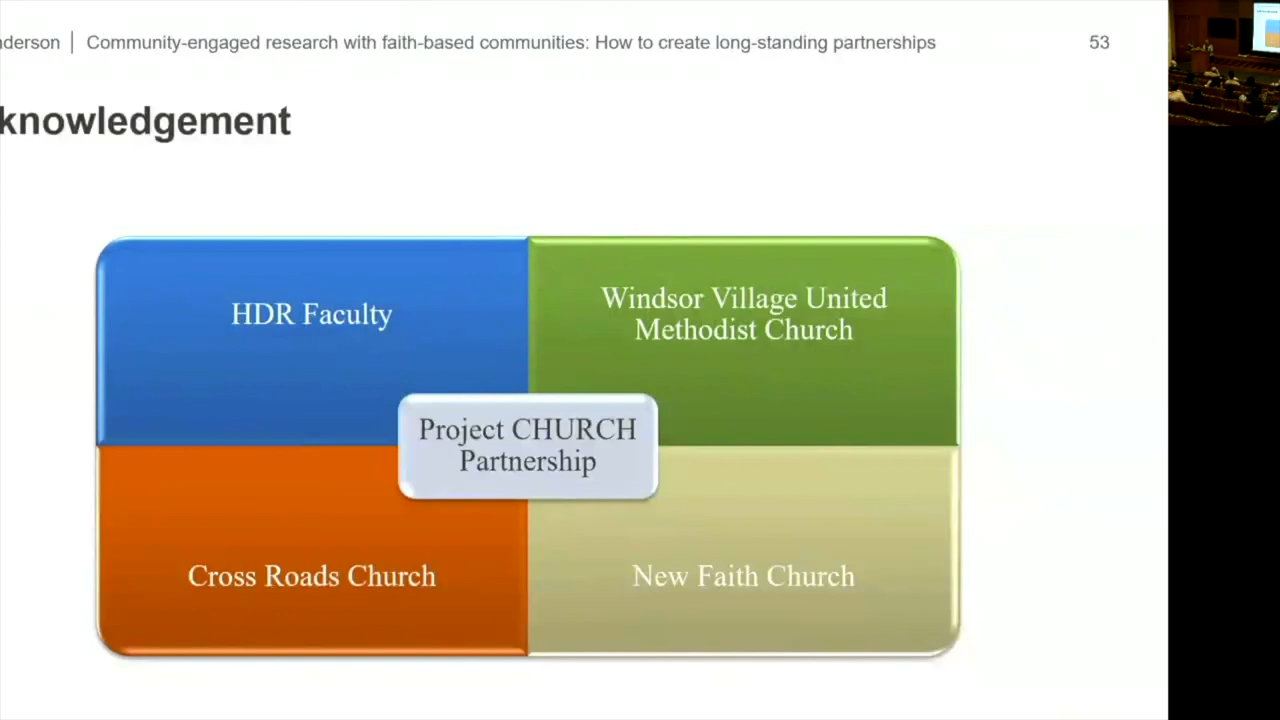 nderson | Community-engaged research with faith-based communities: How to create long-standing partnerships 53
knowledgement
HDR Faculty
Windsor Village United
Methodist Church
Project CHURCH
Partnership
Cross Roads Church
New Faith Church